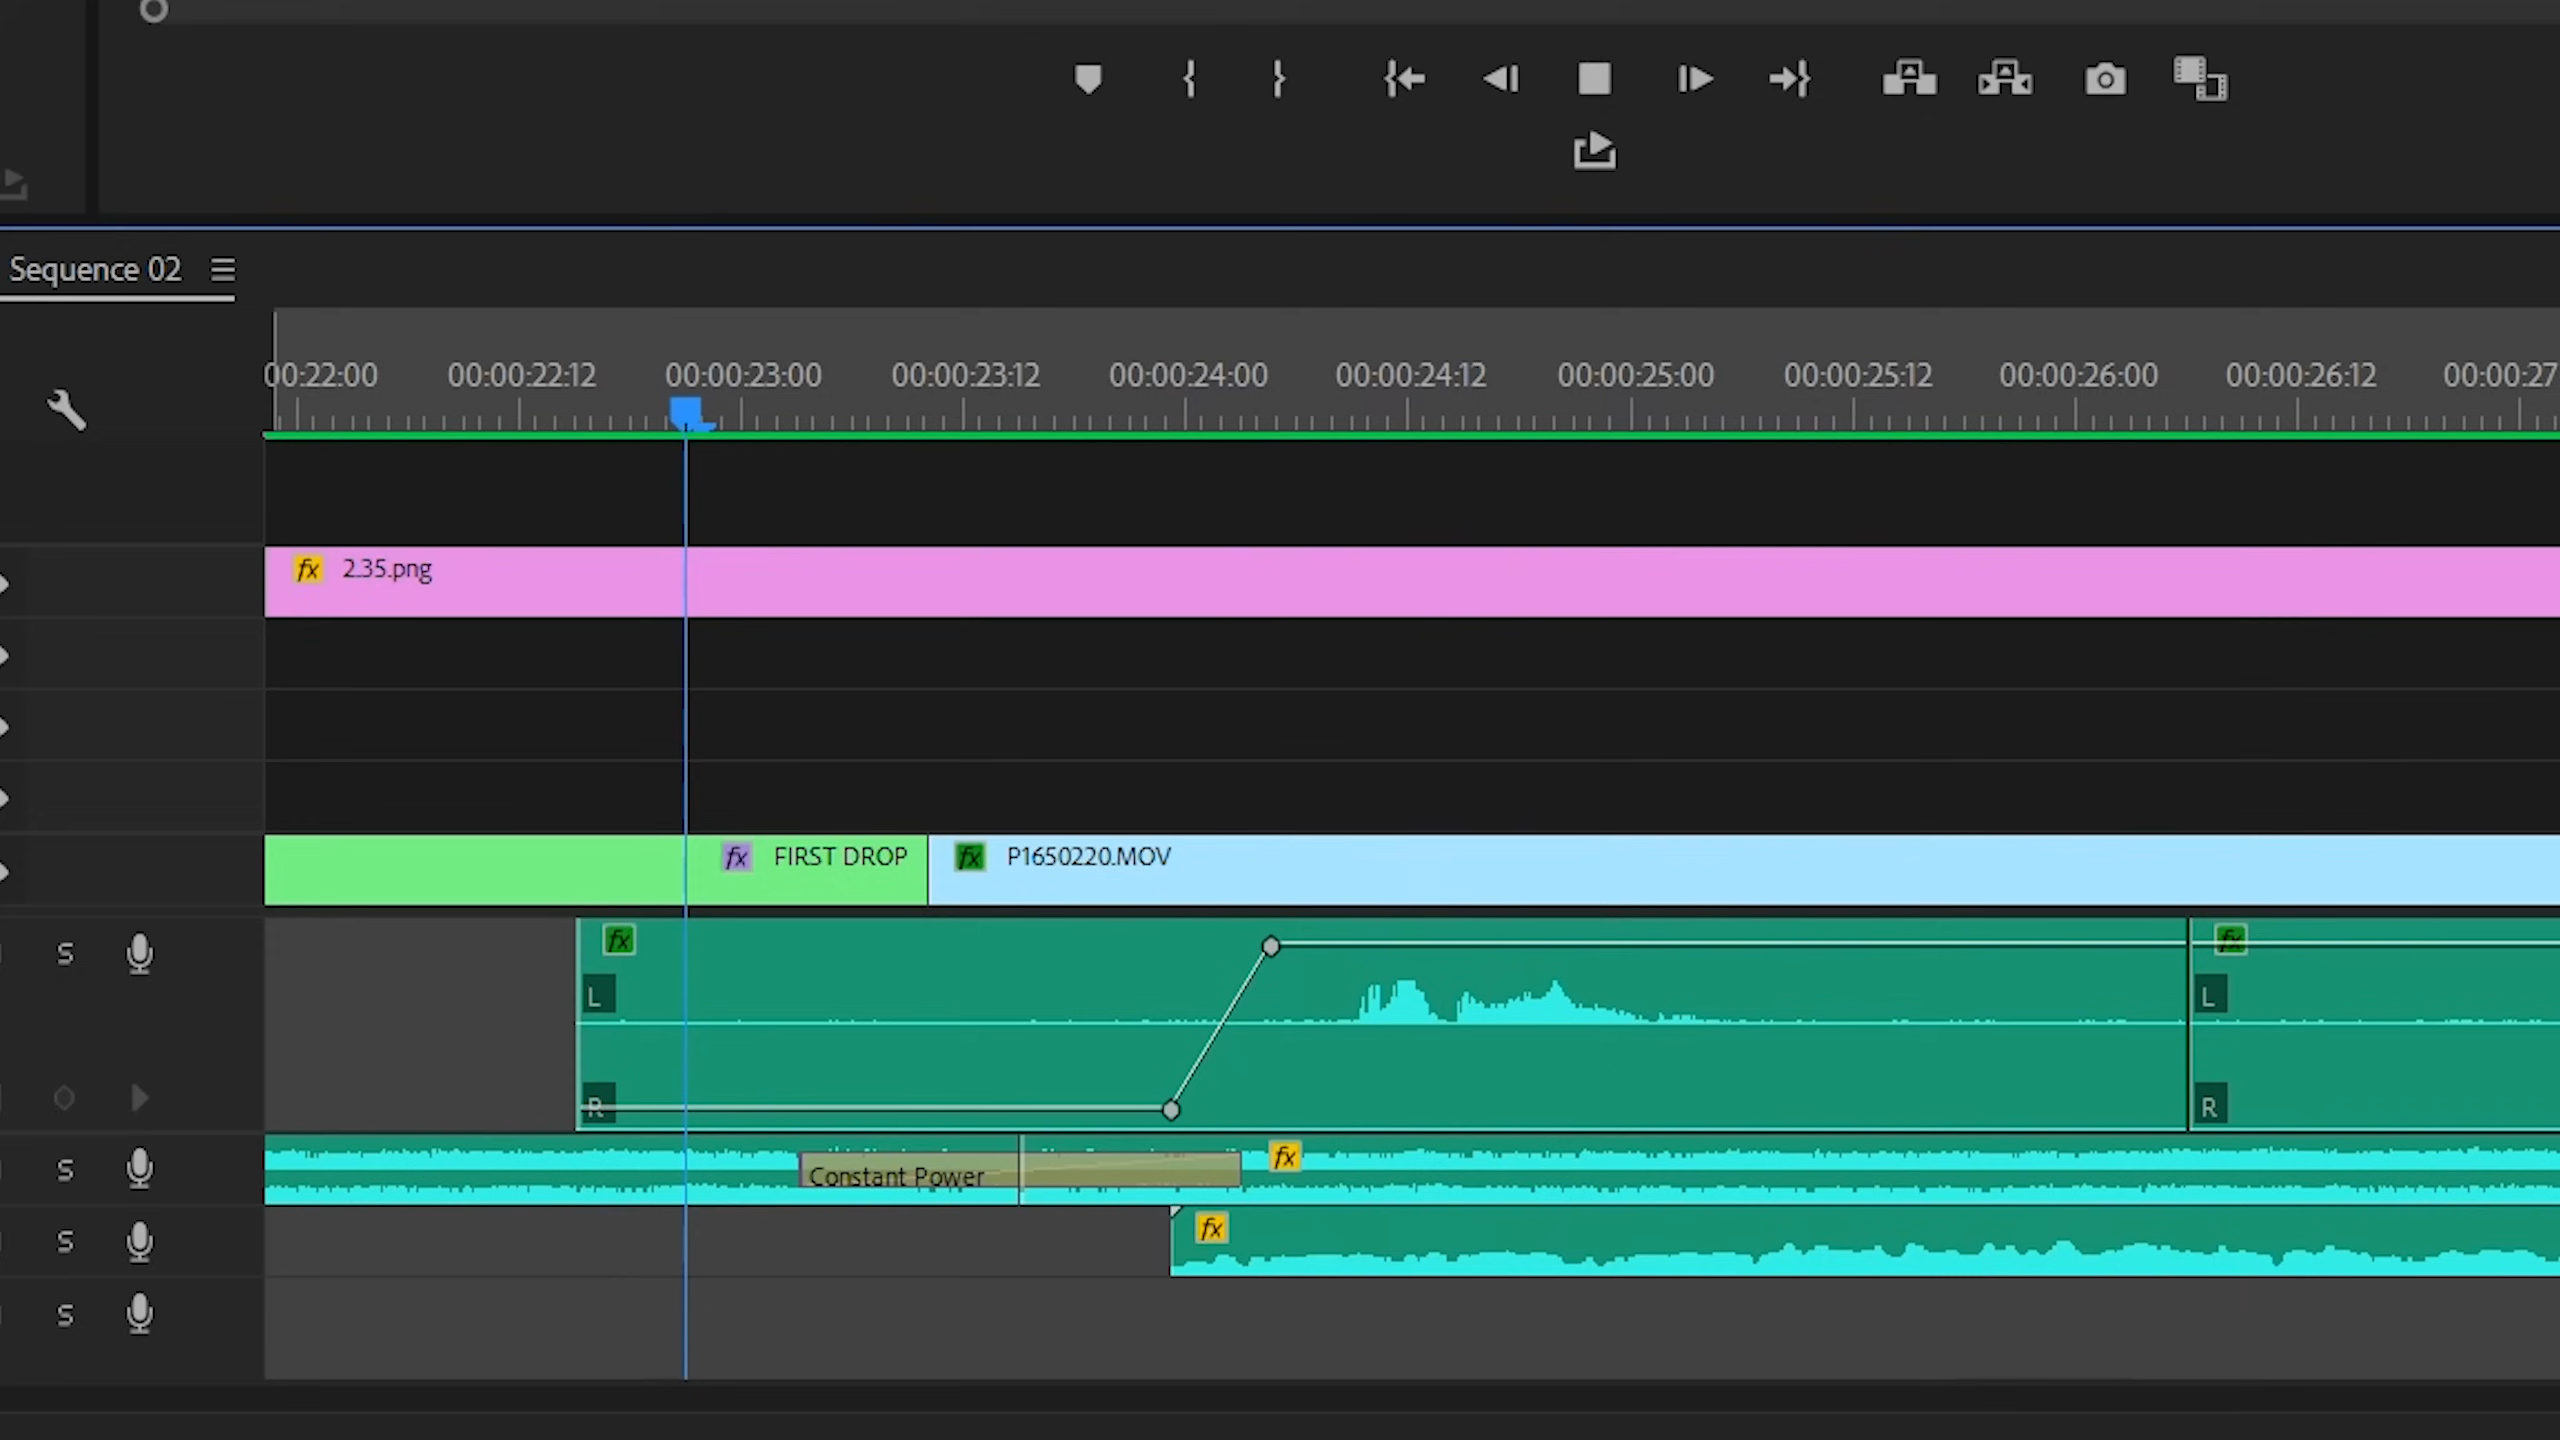 Sequence 02
00:22:00 00:00:22:12 00:00:23:00 00:00:23:12 00:00:24:00 00:00:24:12 00:00:25:00 00:00:25:12 00:00:26:00 00:00:26:12 00:00:27
fx 2.35.png
fx FIRST DROP fx P1650220.MOV
S fx fx
L L
R R
S Constant Power fx
S fx
S